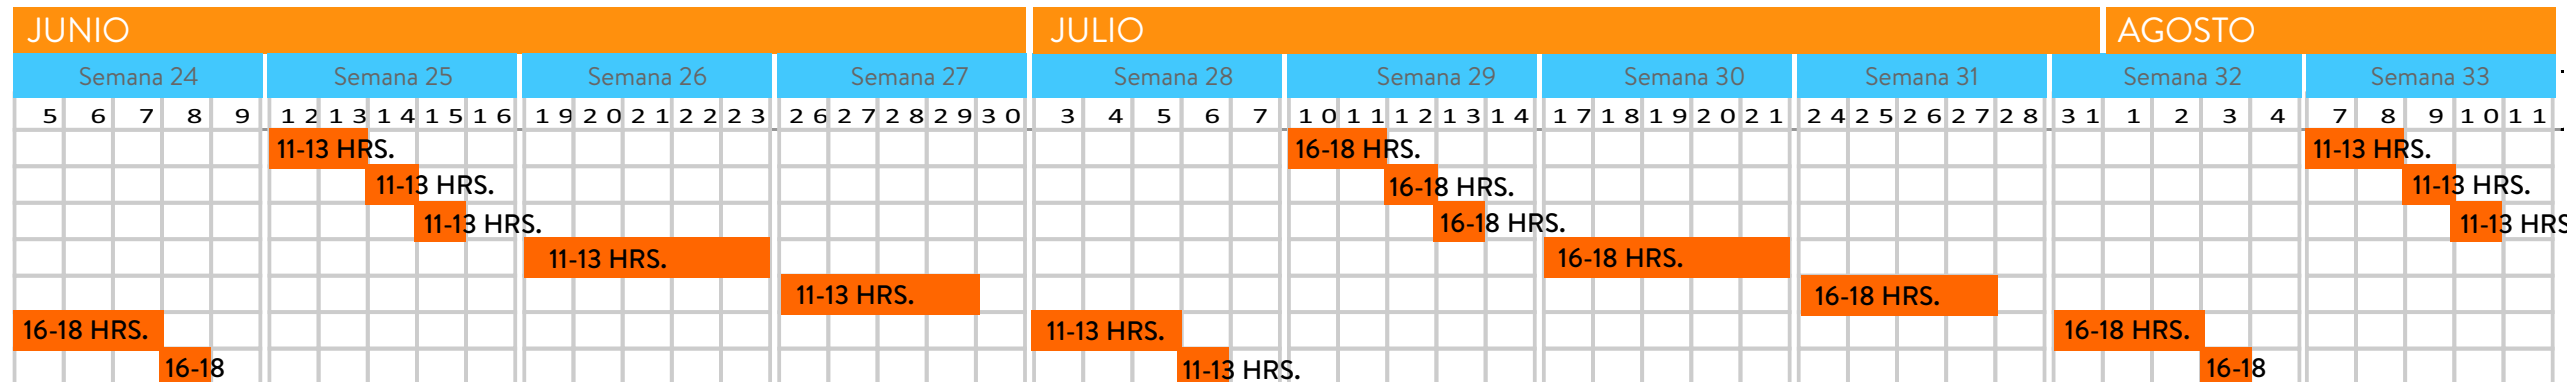 JUNIO JULIO AGOSTO
Semana 24 Semana 25 Semana 26 Semana 27 Semana 28 Semana 29 Semana 30 Semana 31 Semana 32 Semana 33
5 6 7 8 9 12 13 14 15 16 19 20 21 22 23 26 27 28 29 30 3 4 5 6 7 10 11 12 13 14 17 18 19 20 21 24 25 26 27 28 31 1 2 3 4 7 8 9 10 11
11-13 HRS. 16-18 HRS. 11-13 HRS.
11-13 HRS. 16-18 HRS. 11-13 HRS.
11-13 HRS. 16-18 HRS. 11-13 HRS
11-13 HRS. 16-18 HRS.
11-13 HRS. 16-18 HRS.
16-18 HRS. 11-13 HRS. 16-18 HRS.
16-18 11-13 HRS. 16-18